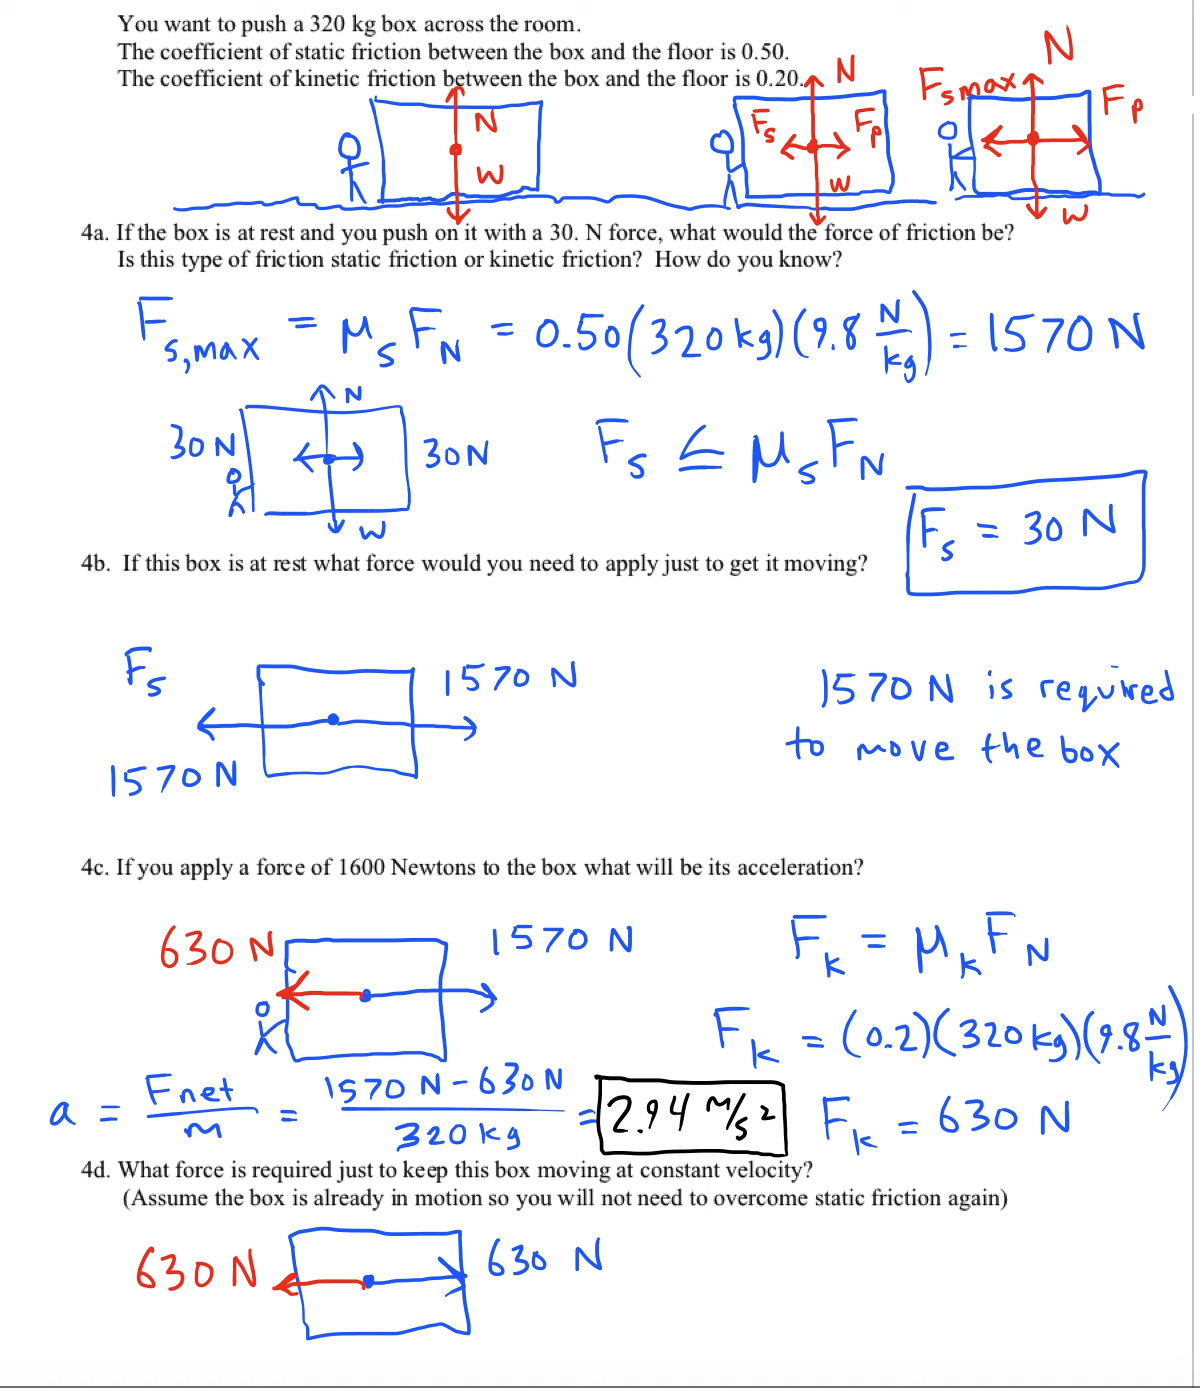 You want to push a 320 kg box across the room.
The coefficient of static friction between the box and the floor is 0.50.
The coefficient of kinetic friction between the box and the floor is 0.20.
N
W
N
Fs
Fp
W
Fsmax
N
Fp
W
4a. If the box is at rest and you push on it with a 30. N force, what would the force of friction be?
Is this type of friction static friction or kinetic friction? How do you know?
Fs,max = μs FN = 0.50(320kg)(9.8 N/kg) = 1570 N
N
30N
30N
W
Fs ≤ μs FN
Fs = 30 N
4b. If this box is at rest what force would you need to apply just to get it moving?
Fs
1570 N
1570 N
1570 N is required
to move the box
4c. If you apply a force of 1600 Newtons to the box what will be its acceleration?
630 N
1570 N
Fk = μk FN
Fk = (0.2)(320kg)(9.8 N/kg)
a = Fnet/m = 1570 N - 630 N / 320 kg = 2.94 m/s2
Fk = 630 N
4d. What force is required just to keep this box moving at constant velocity?
(Assume the box is already in motion so you will not need to overcome static friction again)
630 N
630 N